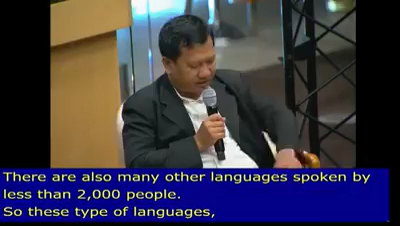 There are also many other languages spoken by
less than 2,000 people.
So these type of languages,